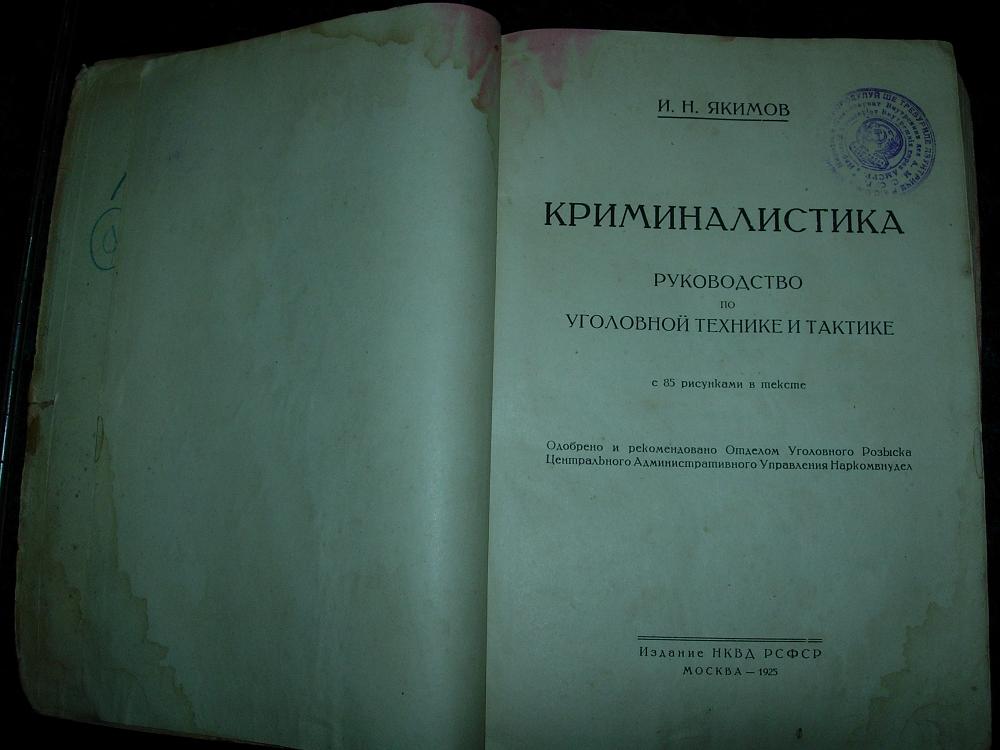 И. Н. ЯКИМОВ
КРИМИНАЛИСТИКА
РУКОВОДСТВО
ПО
УГОЛОВНОЙ ТЕХНИКЕ И ТАКТИКЕ
с 85 рисунками в тексте
Одобрено и рекомендовано Отделом Уголовного Розыска
Центрального Административного Управления Наркомвнудел
Издание НКВД РСФСР
МОСКВА — 1925